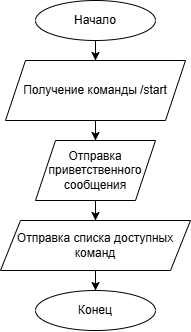 Начало
Получение команды /start
Отправка
приветственного
сообщения
Отправка списка доступных
команд
Конец